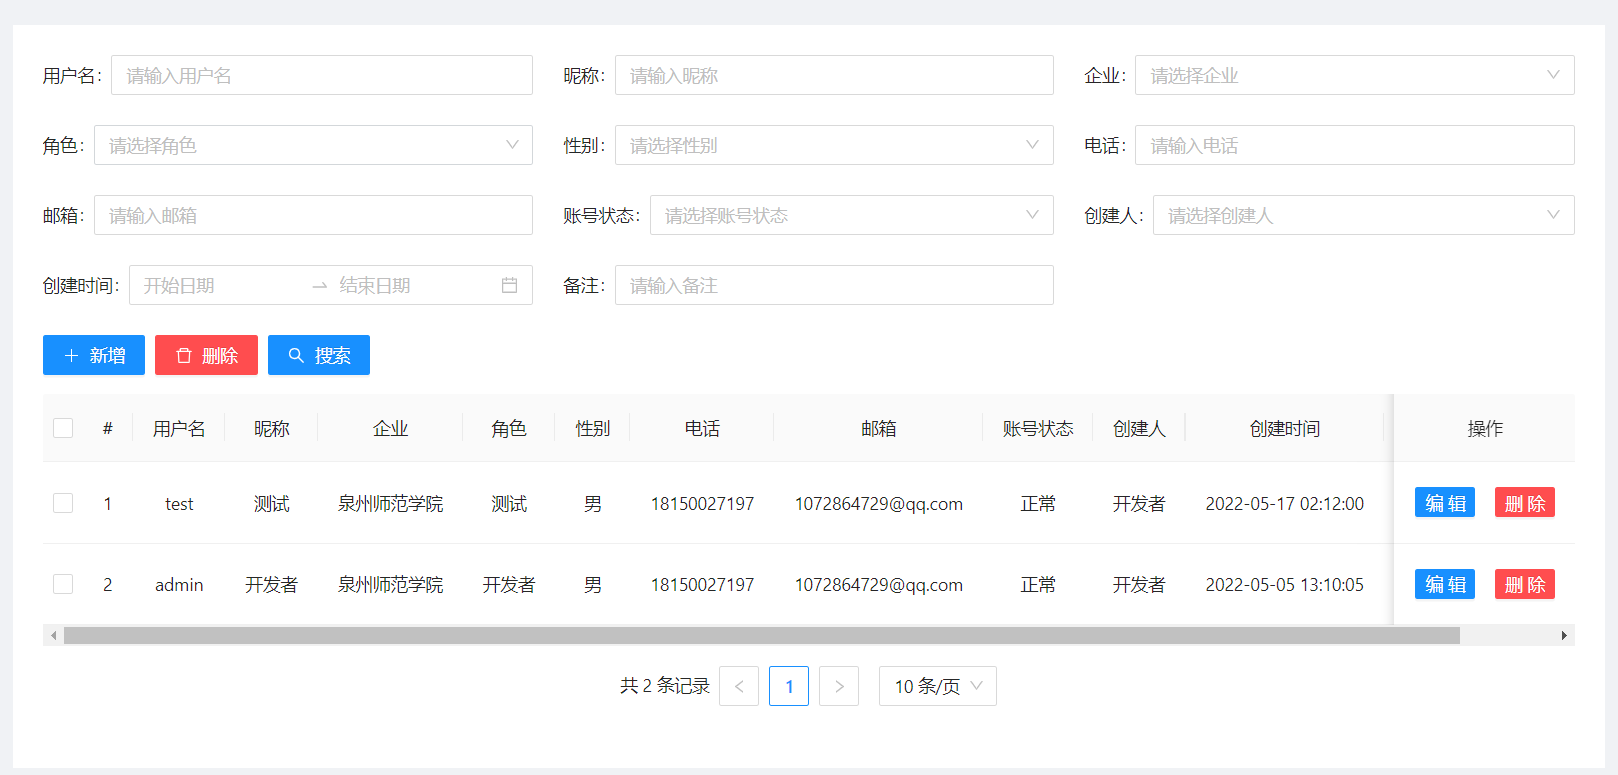 用户名: 请输入用户名 昵称: 请输入昵称 企业: 请选择企业
角色: 请选择角色 性别: 请选择性别 电话: 请输入电话
邮箱: 请输入邮箱 账号状态: 请选择账号状态 创建人: 请选择创建人
创建时间: 开始日期 → 结束日期 备注: 请输入备注
+ 新增 删除 搜索
# 用户名 昵称 企业 角色 性别 电话 邮箱 账号状态 创建人 创建时间 操作
1 test 测试 泉州师范学院 测试 男 18150027197 1072864729@qq.com 正常 开发者 2022-05-17 02:12:00 编辑 删除
2 admin 开发者 泉州师范学院 开发者 男 18150027197 1072864729@qq.com 正常 开发者 2022-05-05 13:10:05 编辑 删除
共 2 条记录 < 1 > 10 条/页